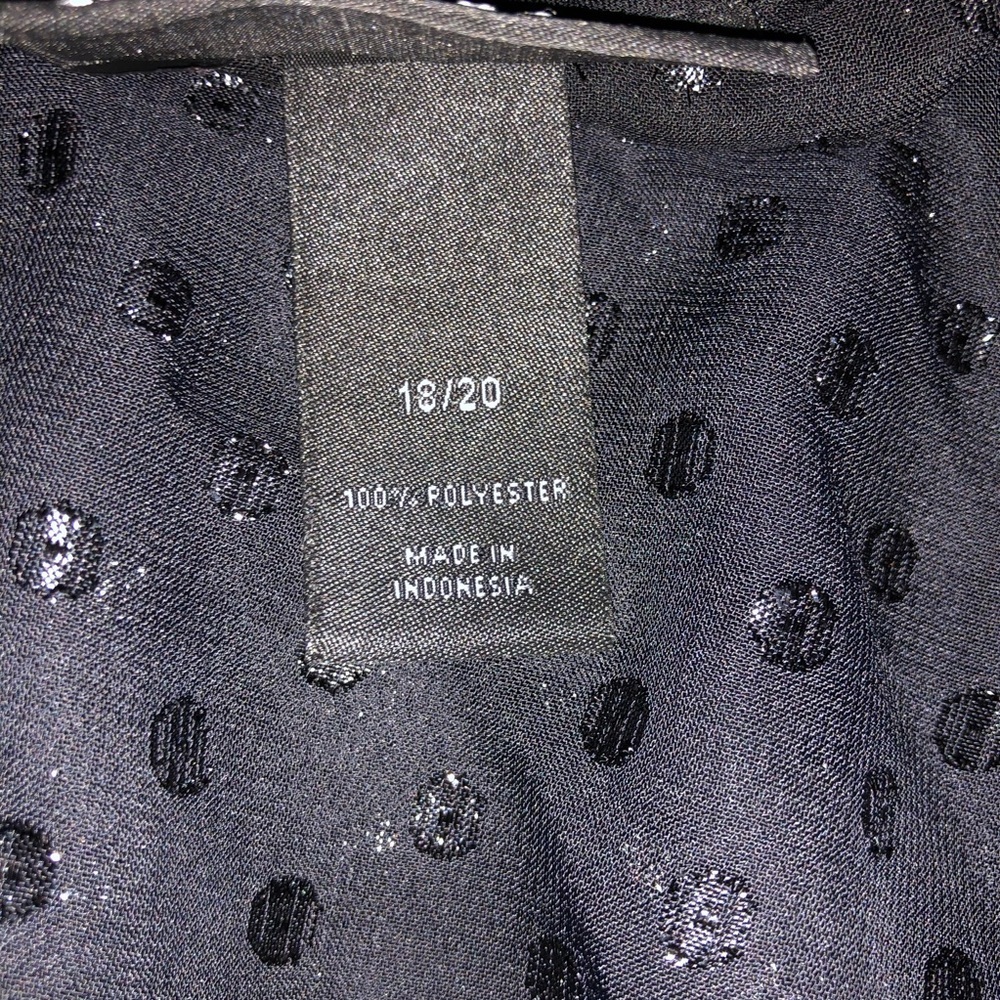 18/20
100% POLYESTER
MADE IN
INDONESIA